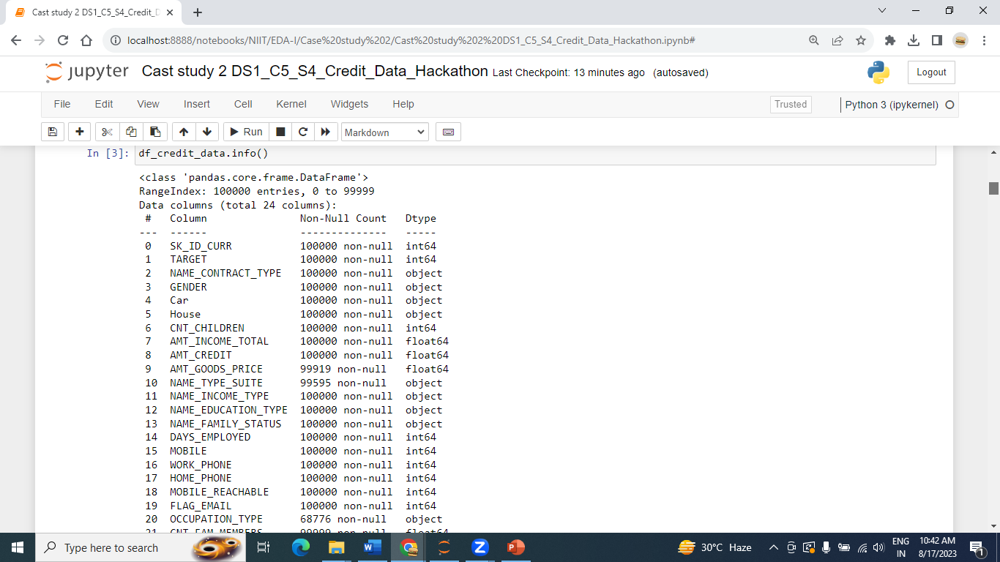 Cast study 2 DS1_C5_S4_Credit_D
localhost:8888/notebooks/NIIT/EDA-I/Case%20study%202/Cast%20study%202%20DS1_C5_S4_Credit_Data_Hackathon.ipynb#
jupyter Cast study 2 DS1_C5_S4_Credit_Data_Hackathon Last Checkpoint: 13 minutes ago (autosaved)
Logout
File Edit View Insert Cell Kernel Widgets Help
Trusted Python 3 (ipykernel)
Run Markdown
In [3]: df_credit_data.info()
<class 'pandas.core.frame.DataFrame'>
RangeIndex: 100000 entries, 0 to 99999
Data columns (total 24 columns):
# Column Non-Null Count Dtype
--- ------ -------------- -----
0 SK_ID_CURR 100000 non-null int64
1 TARGET 100000 non-null int64
2 NAME_CONTRACT_TYPE 100000 non-null object
3 GENDER 100000 non-null object
4 Car 100000 non-null object
5 House 100000 non-null object
6 CNT_CHILDREN 100000 non-null int64
7 AMT_INCOME_TOTAL 100000 non-null float64
8 AMT_CREDIT 100000 non-null float64
9 AMT_GOODS_PRICE 99919 non-null float64
10 NAME_TYPE_SUITE 99595 non-null object
11 NAME_INCOME_TYPE 100000 non-null object
12 NAME_EDUCATION_TYPE 100000 non-null object
13 NAME_FAMILY_STATUS 100000 non-null object
14 DAYS_EMPLOYED 100000 non-null int64
15 MOBILE 100000 non-null int64
16 WORK_PHONE 100000 non-null int64
17 HOME_PHONE 100000 non-null int64
18 MOBILE_REACHABLE 100000 non-null int64
19 FLAG_EMAIL 100000 non-null int64
20 OCCUPATION_TYPE 68776 non-null object
21 CNT_FAM_MEMBERS 99999 non-null float64
Type here to search
30°C Haze
ENG
IN
10:42 AM
8/17/2023
1